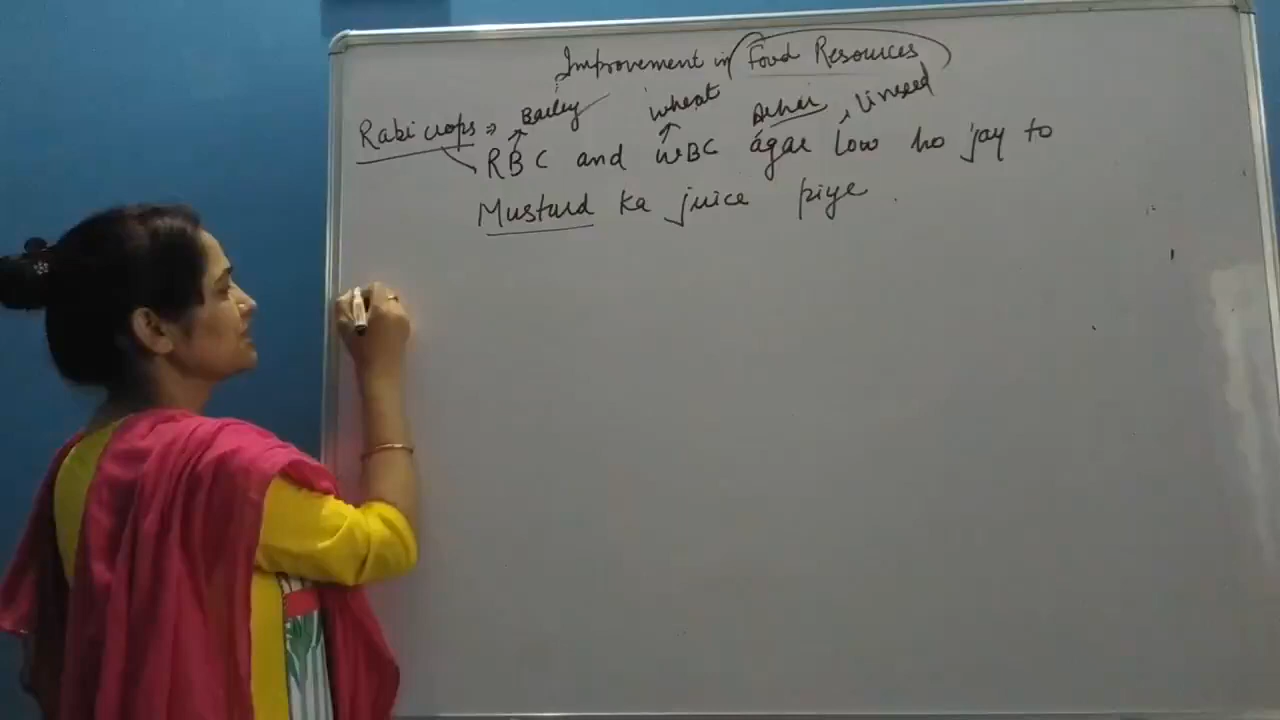 Improvement in Food Resources
Barley wheat linseed
Rabi crops ⇒ RBC and WBC agar low ho jay to
Mustard ka juice piye.